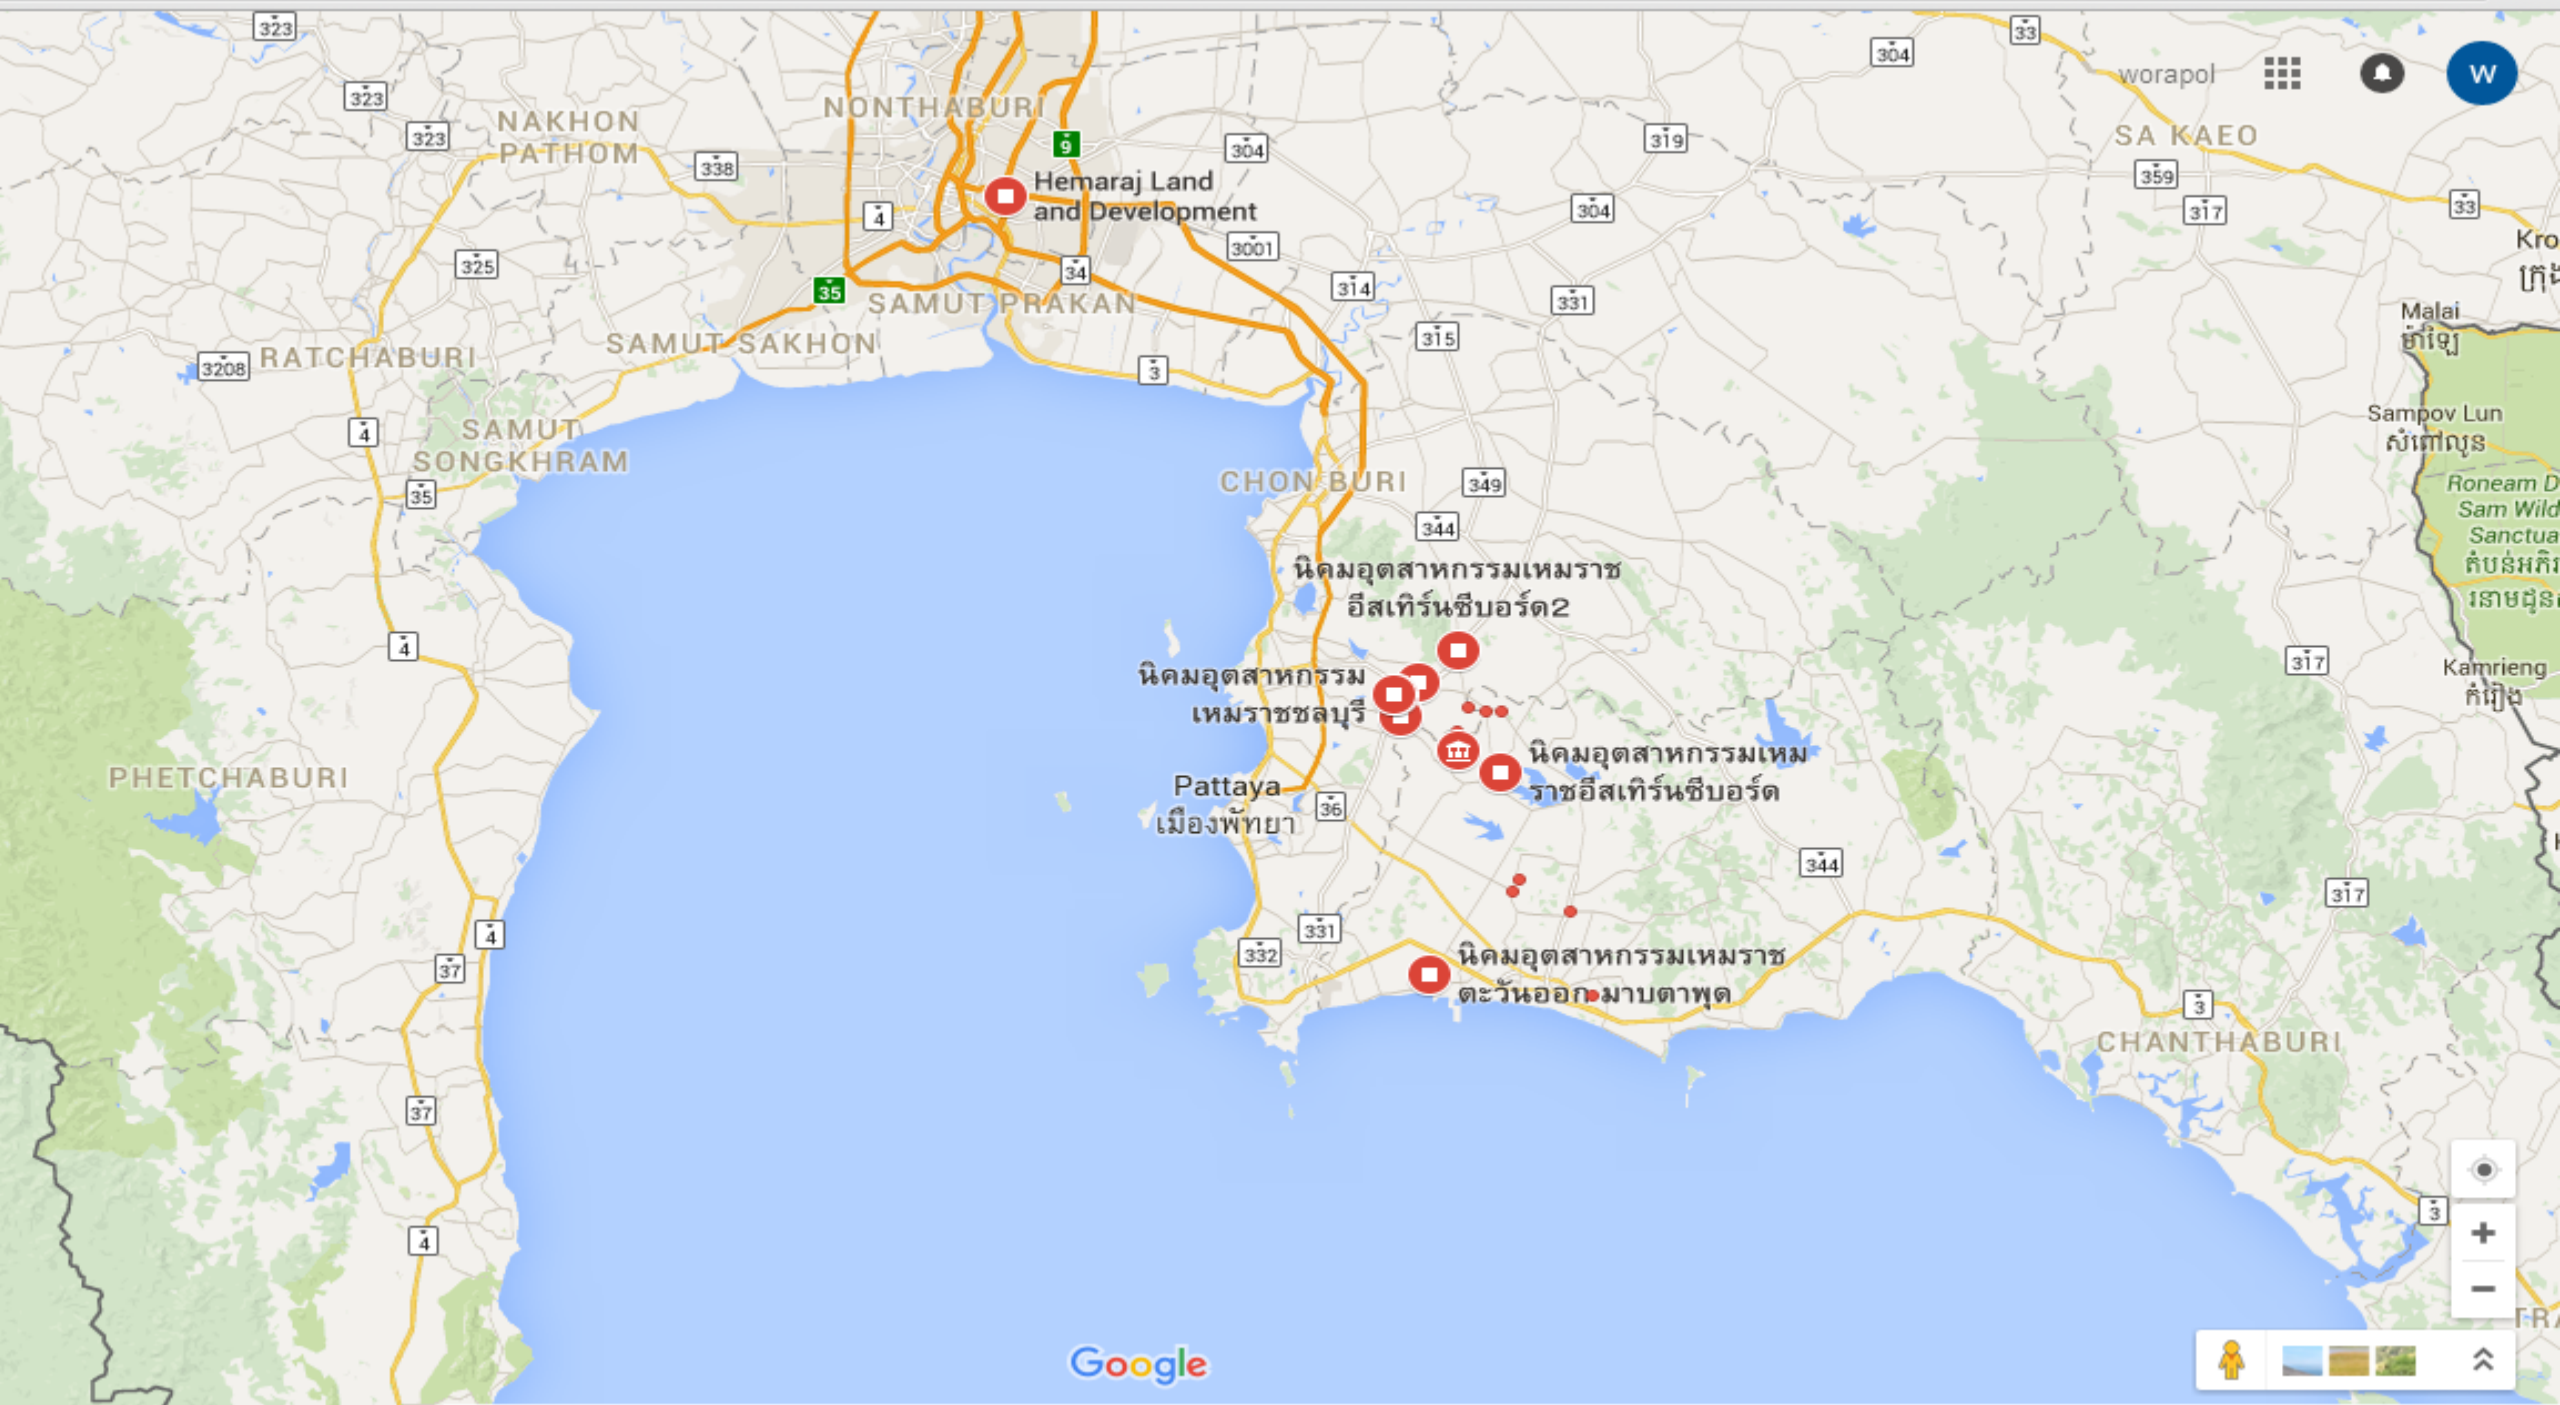 323
33
304
worapol
W
323
NONTHABURI
NAKHON
PATHOM
323
9
304
319
SA KAEO
338
359
Hemaraj Land
and Development
4
304
317
33
3001
Kro
325
34
314
35
331
SAMUT PRAKAN
Malai
ម៉ាឡៃ
315
SAMUT SAKHON
RATCHABURI
3208
3
Sampov Lun
សំពៅលូន
4
SAMUT
SONGKHRAM
35
CHON BURI
349
Roneam D
Sam Wild
Sanctua
344
นิคมอุตสาหกรรมเหมราช
อีสเทิร์นซีบอร์ด2
4
317
Kamrieng
កំរៀង
นิคมอุตสาหกรรม
เหมราชชลบุรี
นิคมอุตสาหกรรมเหม
ราชอีสเทิร์นซีบอร์ด
PHETCHABURI
Pattaya
เมืองพัทยา
36
344
317
331
4
332
37
นิคมอุตสาหกรรมเหมราช
ตะวันออก มาบตาพุด
3
CHANTHABURI
37
3
4
TRA
Google